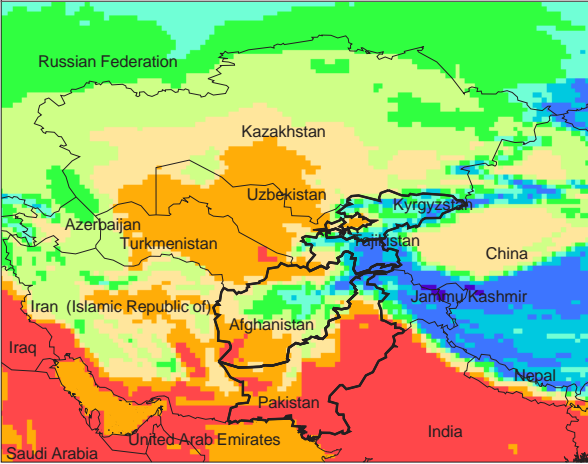 Russian Federation
Kazakhstan
Uzbekistan
Kyrgyzstan
Azerbaijan
Turkmenistan
Tajikistan
China
Iran (Islamic Republic of)
Jammu/Kashmir
Afghanistan
Iraq
Nepal
Pakistan
United Arab Emirates
India
Saudi Arabia